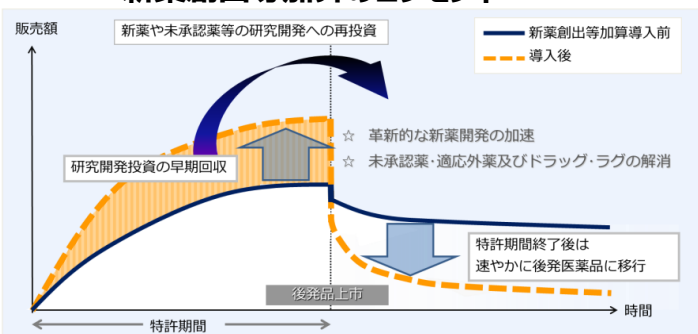 販売額
新薬や未承認薬等の研究開発への再投資
新薬創出等加算導入前
導入後
☆ 革新的な新薬開発の加速
☆ 未承認薬・適応外薬及びドラッグ・ラグの解消
研究開発投資の早期回収
特許期間終了後は
速やかに後発医薬品に移行
後発品上市
時間
特許期間